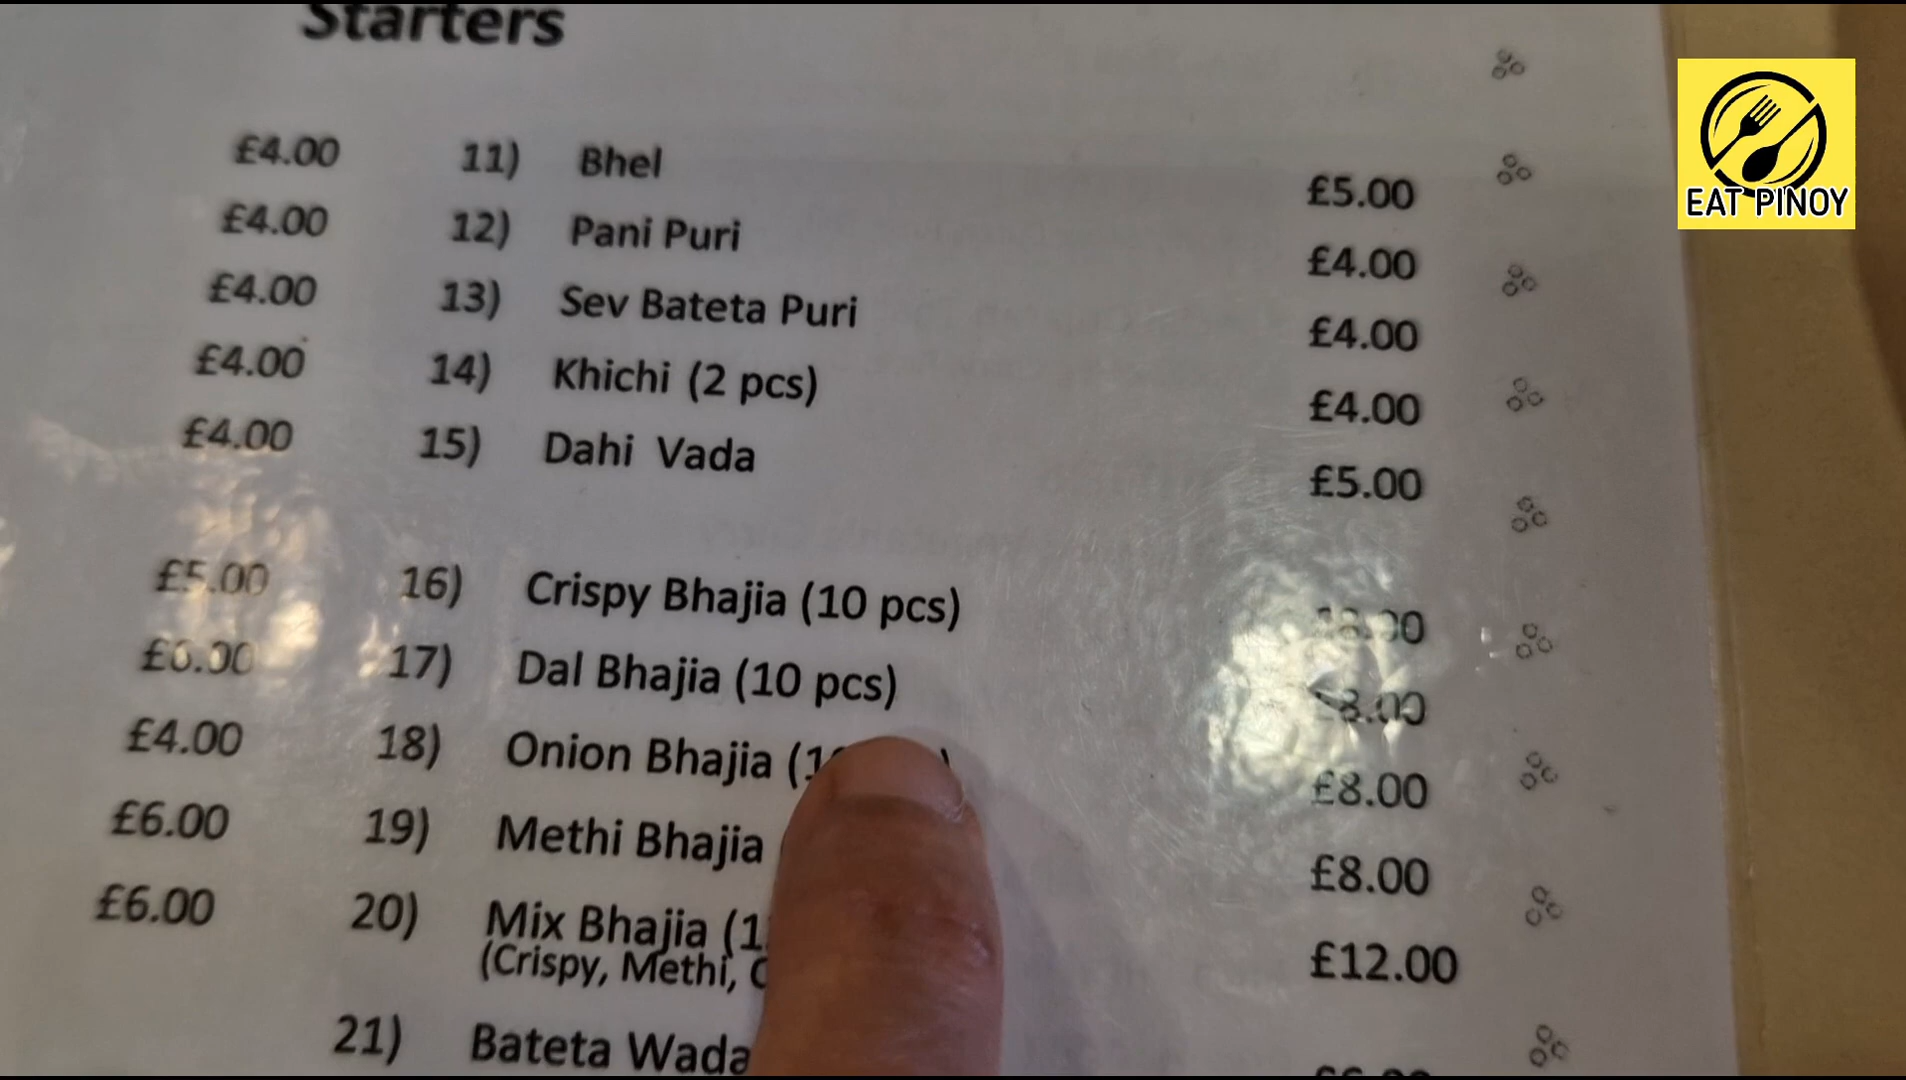 Starters
£4.00 11) Bhel £5.00
£4.00 12) Pani Puri £4.00
£4.00 13) Sev Bateta Puri £4.00
£4.00 14) Khichi (2 pcs) £4.00
£4.00 15) Dahi Vada £5.00
£5.00 16) Crispy Bhajia (10 pcs)
17) Dal Bhajia (10 pcs)
£4.00 18) Onion Bhajia £8.00
£6.00 19) Methi Bhajia £8.00
£6.00 20) Mix Bhajia £12.00
(Crispy, Methi,
21) Bateta Wada
EAT PINOY